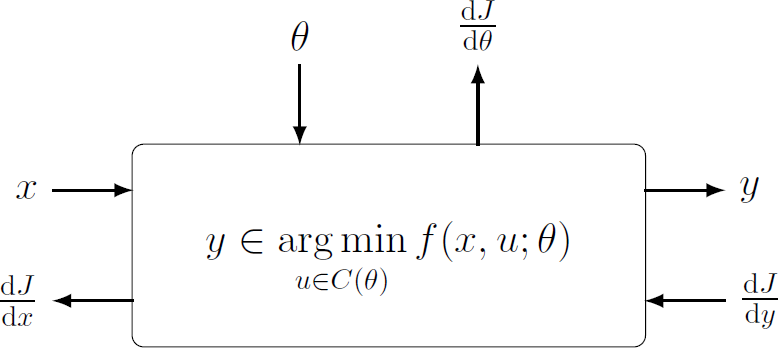 θ
dJ/dθ
x
y
y ∈ arg min f(x, u; θ)
u∈C(θ)
dJ/dx
dJ/dy